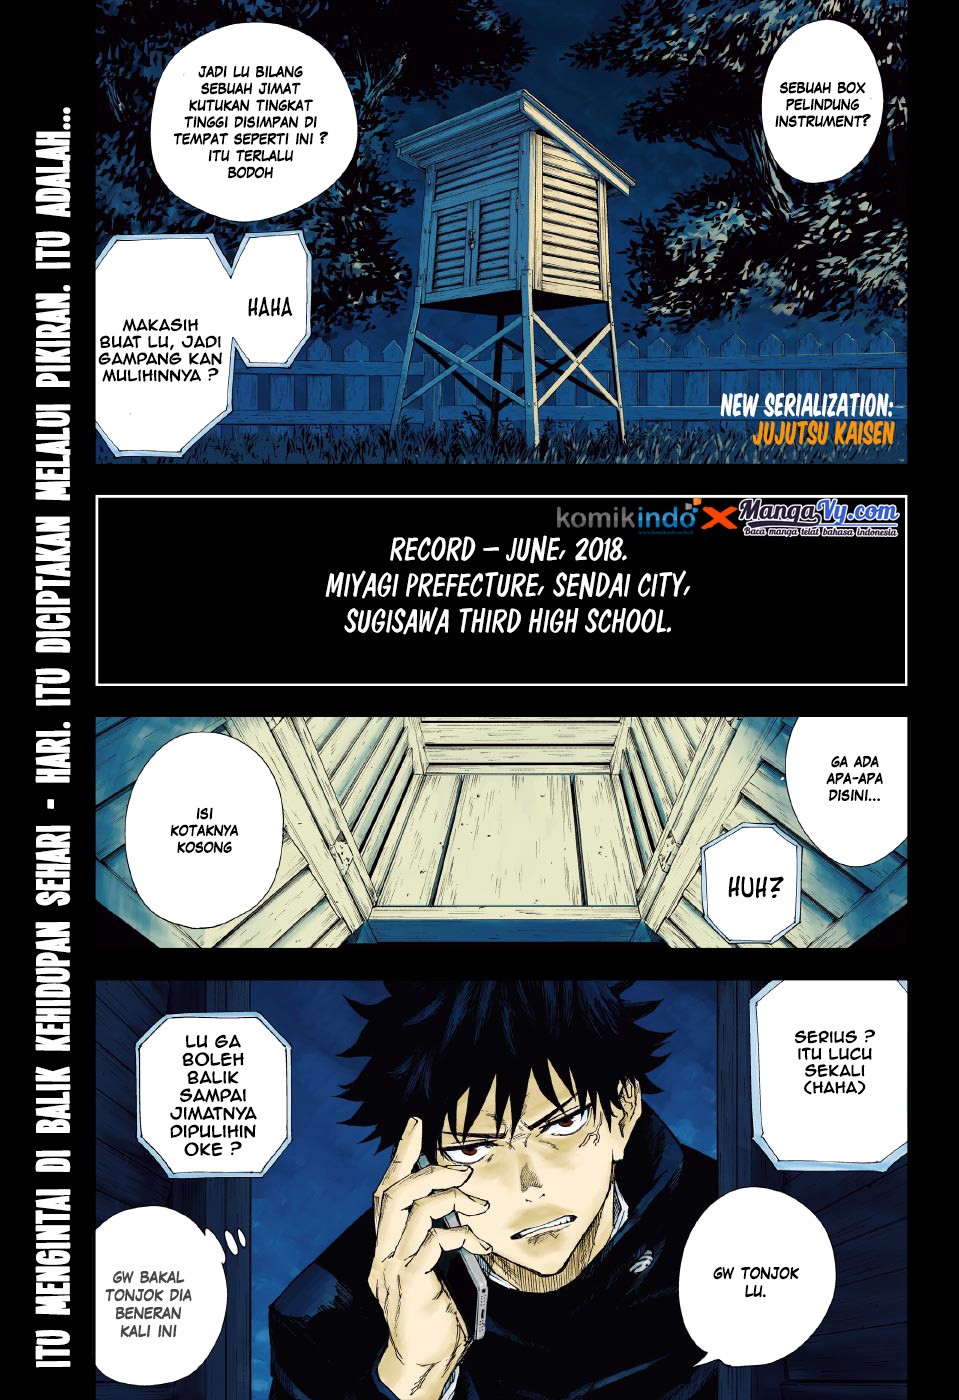 SEBUAH BOX
PELINDUNG
INSTRUMENT?
JADI LU BILANG
SEBUAH JIMAT
KUTUKAN TINGKAT
TINGGI DISIMPAN DI
TEMPAT SEPERTI INI ?
ITU TERLALU
BODOH
HAHA
MAKASIH
BUAT LU, JADI
GAMPANG KAN
MULIHINNYA ?
NEW SERIALIZATION:
JUJUTSU KAISEN
ITU MENGINTAI DI BALIK KEHIDUPAN SEHARI - HARI. ITU DICIPTAKAN MELALUI PIKIRAN. ITU ADALAH...
komikindo X MangaVy.com
Baca manga telat bahasa indonesia
RECORD – JUNE, 2018.
MIYAGI PREFECTURE, SENDAI CITY,
SUGISAWA THIRD HIGH SCHOOL.
GA ADA
APA-APA
DISINI...
HUH?
ISI
KOTAKNYA
KOSONG
SERIUS ?
ITU LUCU
SEKALI
(HAHA)
LU GA
BOLEH
BALIK
SAMPAI
JIMATNYA
DIPULIHIN
OKE ?
GW TONJOK
LU.
GW BAKAL
TONJOK DIA
BENERAN
KALI INI